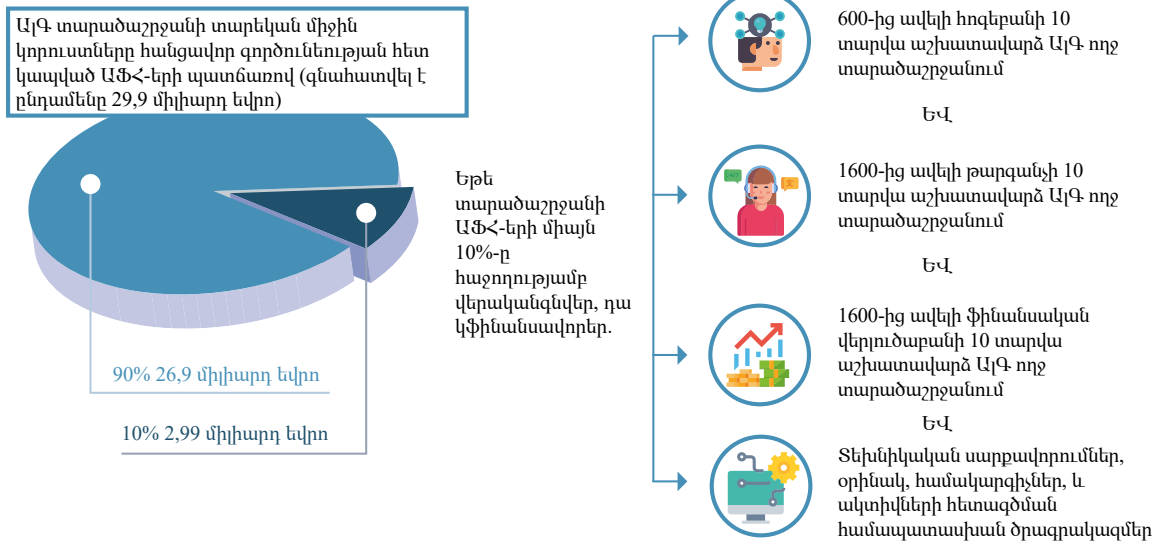 ԱլԳ տարածաշրջանի տարեկան միջին
կորուստները հանցավոր գործունեության հետ
կապված ԱՖՀ-երի պատճառով (գնահատվել է
ընդամենը 29,9 միլիարդ եվրո)
90% 26,9 միլիարդ եվրո
10% 2,99 միլիարդ եվրո
Եթե
տարածաշրջանի
ԱՖՀ-երի միայն
10%-ը
հաջողությամբ
վերականգնվեր, դա
կֆինանսավորեր.
600-ից ավելի հոգեբանի 10
տարվա աշխատավարձ ԱլԳ ողջ
տարածաշրջանում
ԵՎ
1600-ից ավելի թարգանչի 10
տարվա աշխատավարձ ԱլԳ ողջ
տարածաշրջանում
ԵՎ
1600-ից ավելի ֆինանսական
վերլուծաբանի 10 տարվա
աշխատավարձ ԱլԳ ողջ
տարածաշրջանում
ԵՎ
Տեխնիկական սարքավորումներ,
օրինակ, համակարգիչներ, և
ակտիվների հետագծման
համապատասխան ծրագրակազմեր